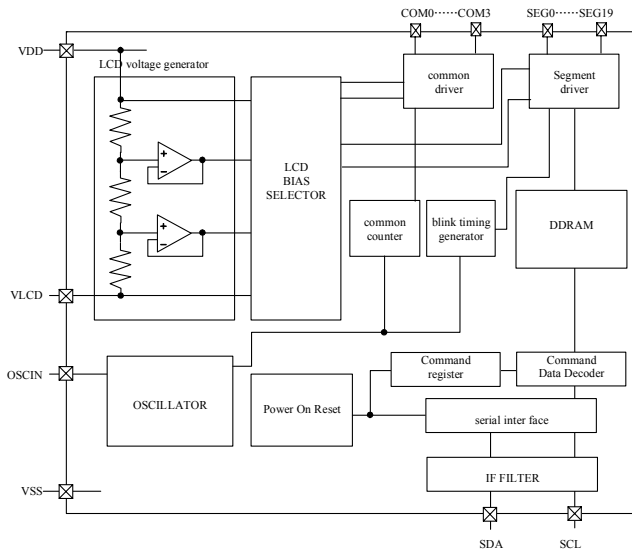 COM0⋯⋯COM3 SEG0⋯⋯SEG19
VDD
LCD voltage generator
common
driver
Segment
driver
+
−
+
−
LCD
BIAS
SELECTOR
common
counter
blink timing
generator
DDRAM
VLCD
OSCIN
OSCILLATOR
Power On Reset
Command
register
Command
Data Decoder
serial inter face
IF FILTER
VSS
SDA
SCL